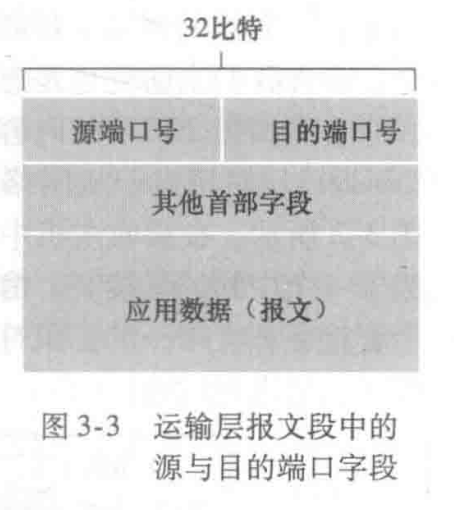 32比特
源端口号 目的端口号
其他首部字段
应用数据（报文）
图 3-3 运输层报文段中的
源与目的端口字段